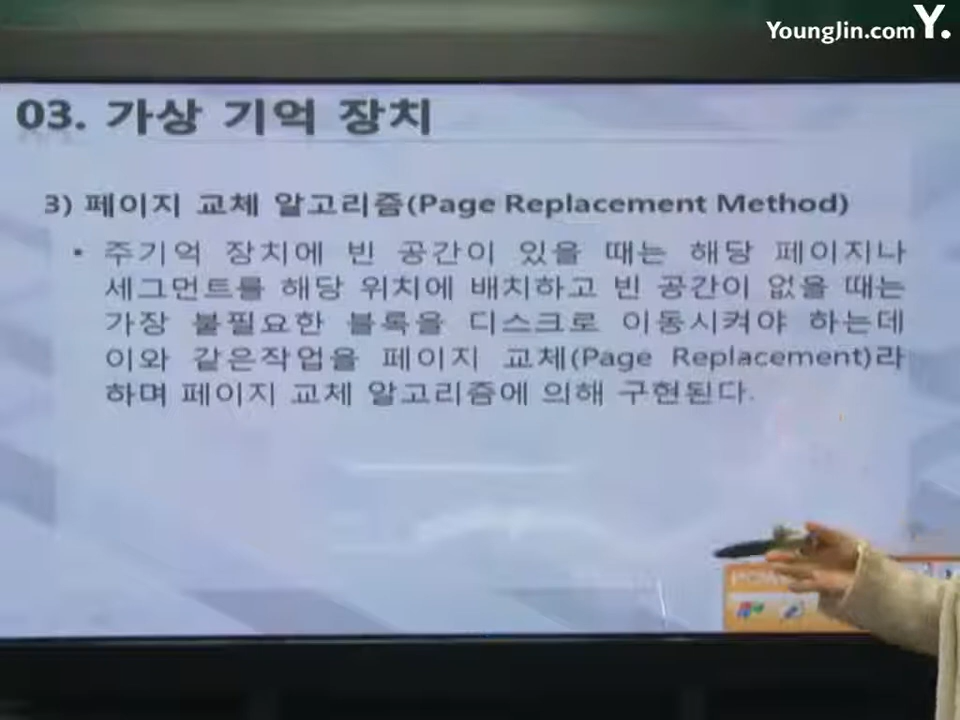 YoungJin.com Y.
03. 가상 기억 장치
3) 페이지 교체 알고리즘(Page Replacement Method)
• 주기억 장치에 빈 공간이 있을 때는 해당 페이지나
세그먼트를 해당 위치에 배치하고 빈 공간이 없을 때는
가장 불필요한 블록을 디스크로 이동시켜야 하는데
이와 같은작업을 페이지 교체(Page Replacement)라
하며 페이지 교체 알고리즘에 의해 구현된다.